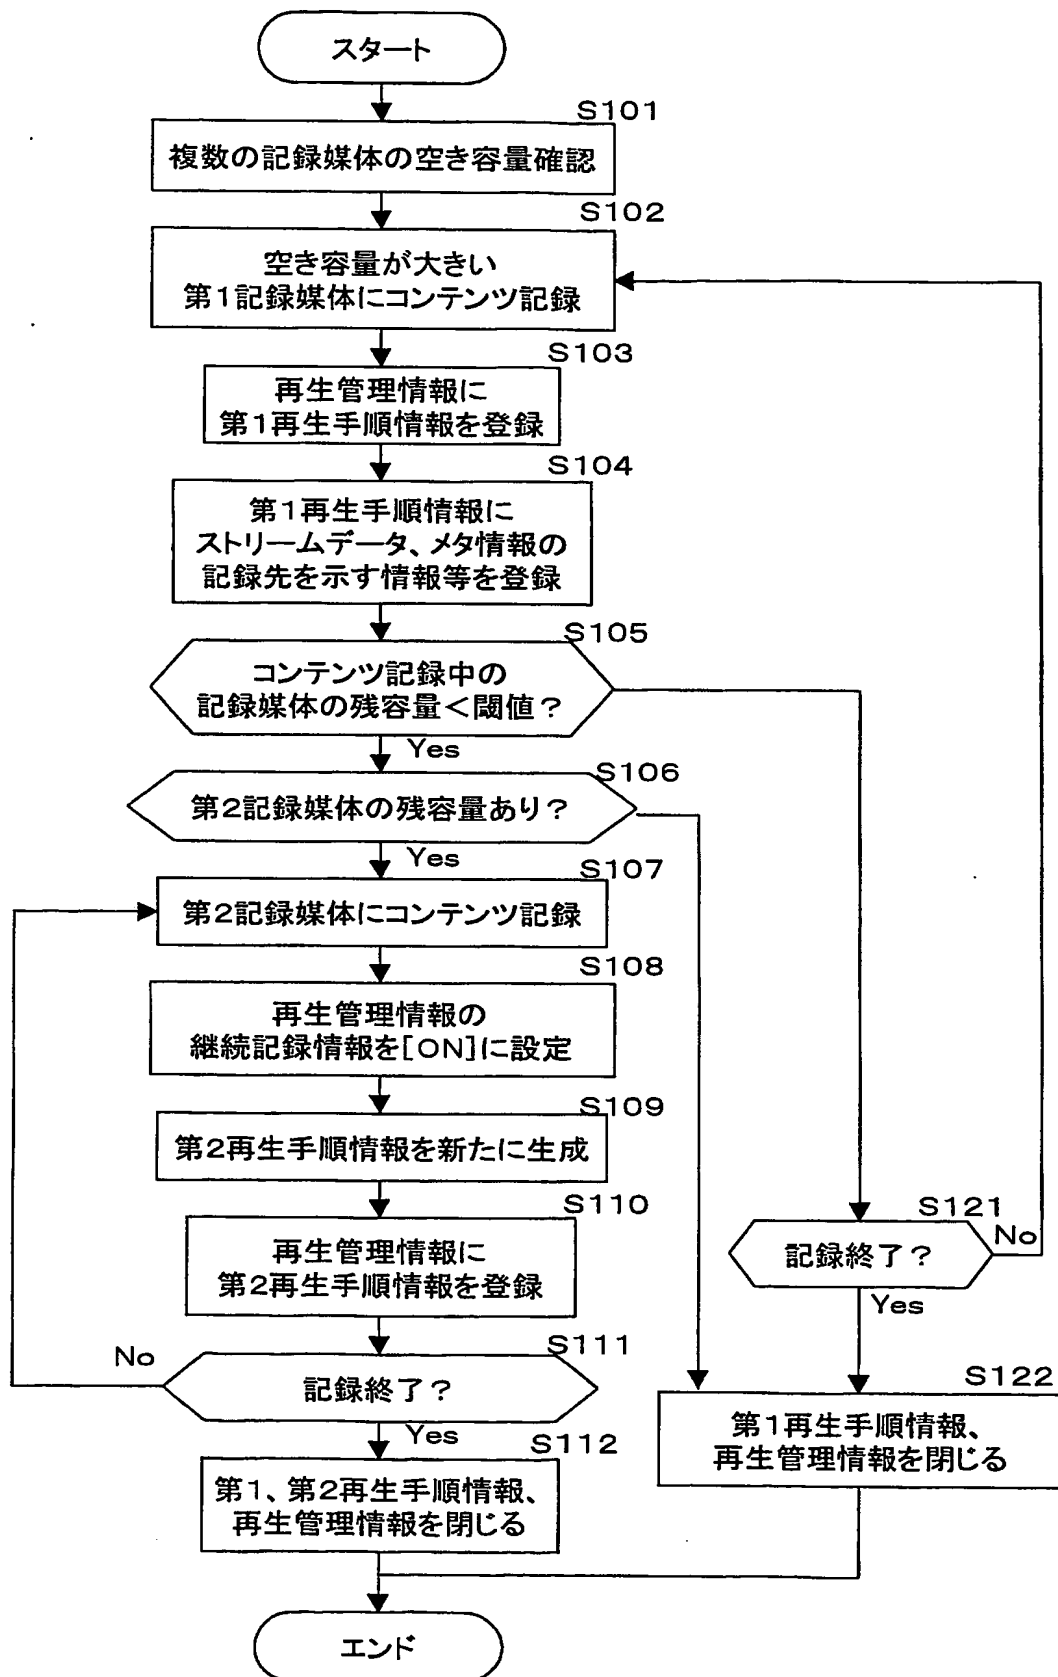 スタート
S101
複数の記録媒体の空き容量確認
S102
空き容量が大きい
第1記録媒体にコンテンツ記録
S103
再生管理情報に
第1再生手順情報を登録
S104
第1再生手順情報に
ストリームデータ、メタ情報の
記録先を示す情報等を登録
S105
コンテンツ記録中の
記録媒体の残容量<閾値?
Yes
S106
第2記録媒体の残容量あり?
Yes
S107
第2記録媒体にコンテンツ記録
S108
再生管理情報の
継続記録情報を[ON]に設定
S109
第2再生手順情報を新たに生成
S110
再生管理情報に
第2再生手順情報を登録
S111
No
記録終了?
Yes
S112
第1、第2再生手順情報、
再生管理情報を閉じる
S121
No
記録終了?
Yes
S122
第1再生手順情報、
再生管理情報を閉じる
エンド